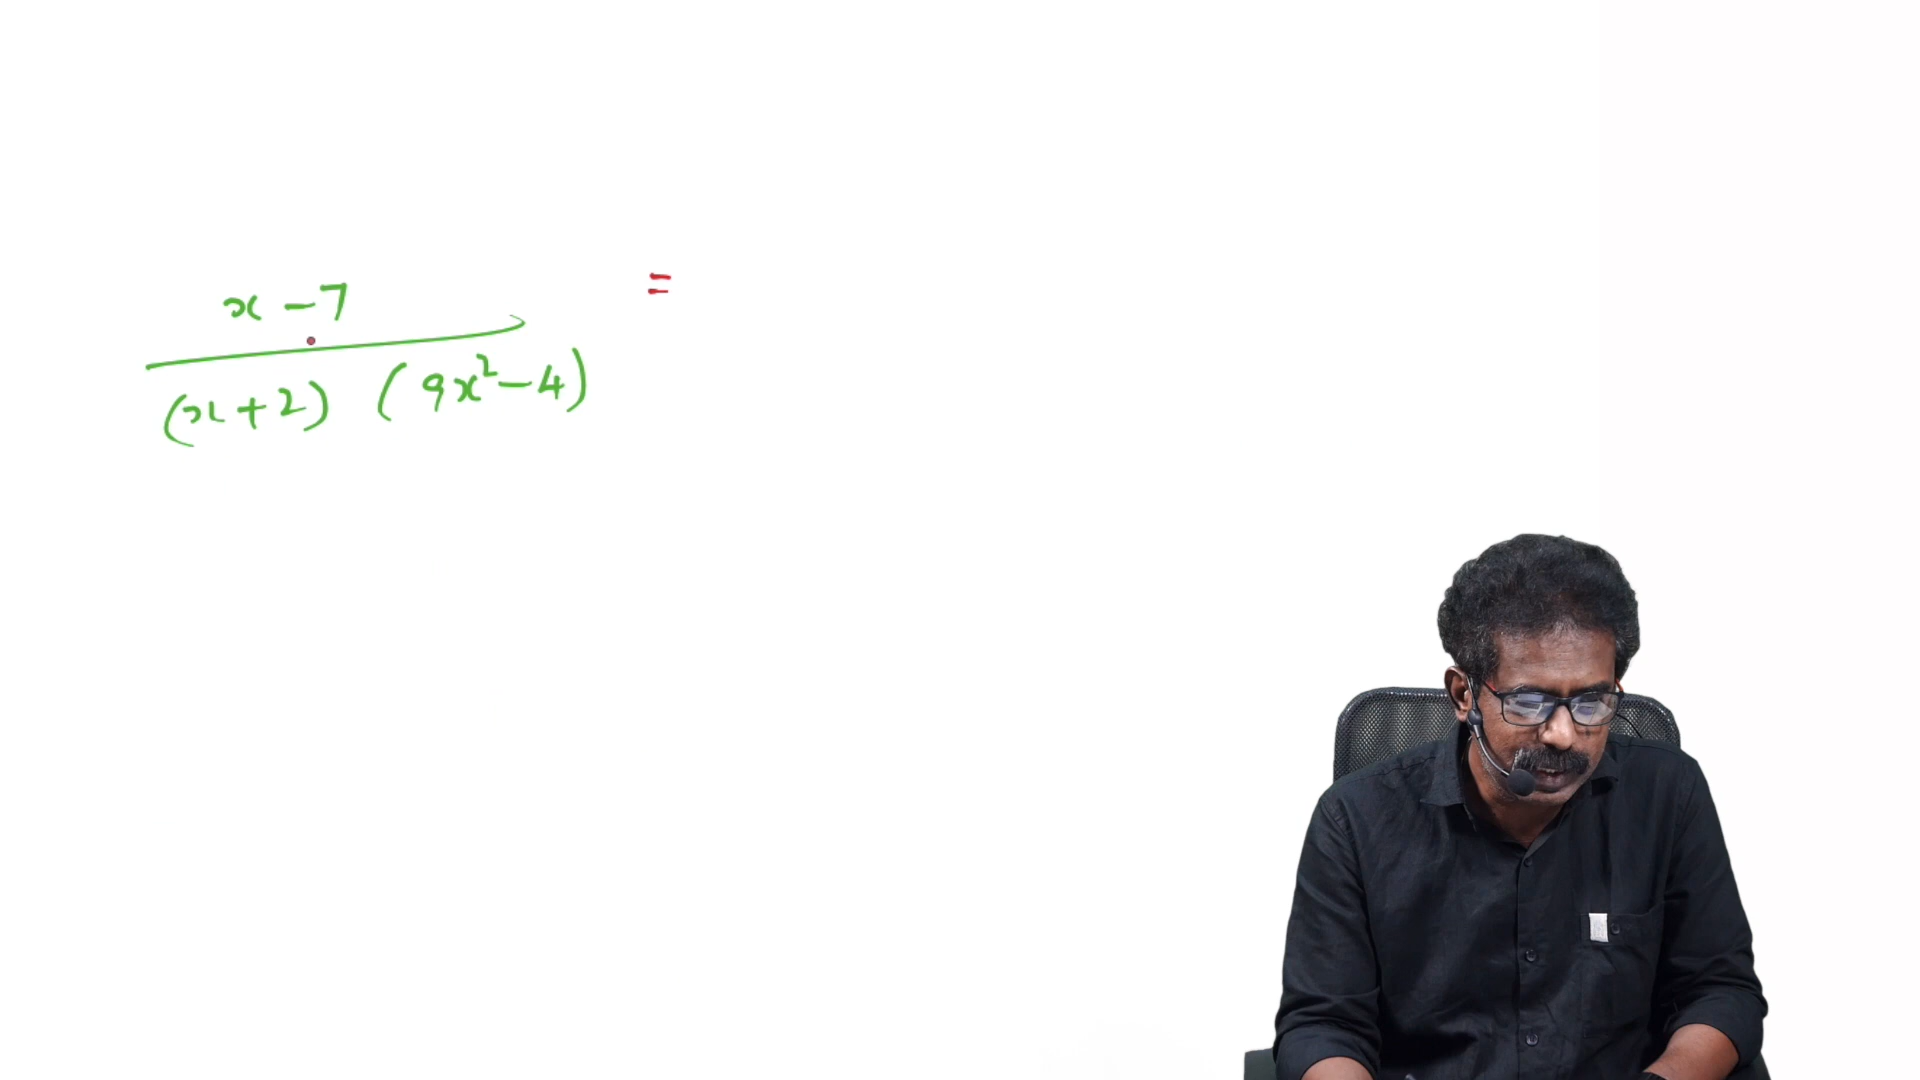 x - 7 =
(x+2) (9x²-4)